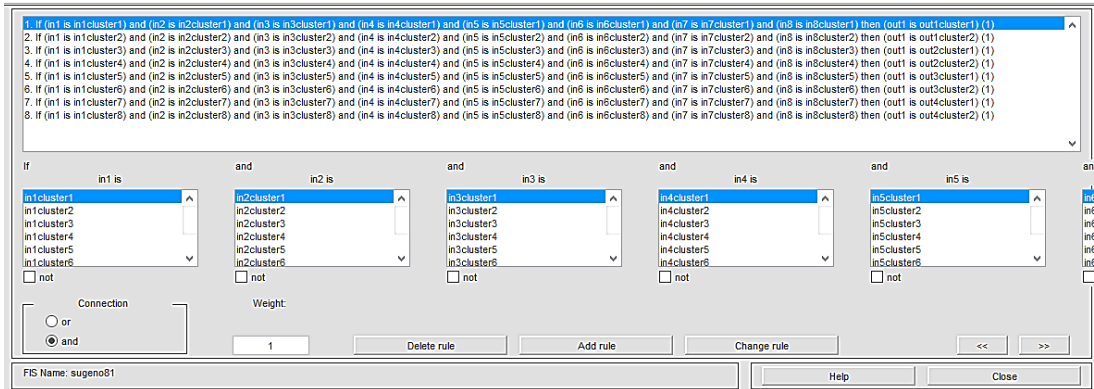 1. If (in1 is in1cluster1) and (in2 is in2cluster1) and (in3 is in3cluster1) and (in4 is in4cluster1) and (in5 is in5cluster1) and (in6 is in6cluster1) and (in7 is in7cluster1) and (in8 is in8cluster1) then (out1 is out1cluster1) (1)
2. If (in1 is in1cluster2) and (in2 is in2cluster2) and (in3 is in3cluster2) and (in4 is in4cluster2) and (in5 is in5cluster2) and (in6 is in6cluster2) and (in7 is in7cluster2) and (in8 is in8cluster2) then (out1 is out1cluster2) (1)
3. If (in1 is in1cluster3) and (in2 is in2cluster3) and (in3 is in3cluster3) and (in4 is in4cluster3) and (in5 is in5cluster3) and (in6 is in6cluster3) and (in7 is in7cluster3) and (in8 is in8cluster3) then (out1 is out2cluster1) (1)
4. If (in1 is in1cluster4) and (in2 is in2cluster4) and (in3 is in3cluster4) and (in4 is in4cluster4) and (in5 is in5cluster4) and (in6 is in6cluster4) and (in7 is in7cluster4) and (in8 is in8cluster4) then (out1 is out2cluster2) (1)
5. If (in1 is in1cluster5) and (in2 is in2cluster5) and (in3 is in3cluster5) and (in4 is in4cluster5) and (in5 is in5cluster5) and (in6 is in6cluster5) and (in7 is in7cluster5) and (in8 is in8cluster5) then (out1 is out3cluster1) (1)
6. If (in1 is in1cluster6) and (in2 is in2cluster6) and (in3 is in3cluster6) and (in4 is in4cluster6) and (in5 is in5cluster6) and (in6 is in6cluster6) and (in7 is in7cluster6) and (in8 is in8cluster6) then (out1 is out3cluster2) (1)
7. If (in1 is in1cluster7) and (in2 is in2cluster7) and (in3 is in3cluster7) and (in4 is in4cluster7) and (in5 is in5cluster7) and (in6 is in6cluster7) and (in7 is in7cluster7) and (in8 is in8cluster7) then (out1 is out4cluster1) (1)
8. If (in1 is in1cluster8) and (in2 is in2cluster8) and (in3 is in3cluster8) and (in4 is in4cluster8) and (in5 is in5cluster8) and (in6 is in6cluster8) and (in7 is in7cluster8) and (in8 is in8cluster8) then (out1 is out4cluster2) (1)
If and and and and
in1 is in2 is in3 is in4 is in5 is
in1cluster1 in2cluster1 in3cluster1 in4cluster1 in5cluster1
in1cluster2 in2cluster2 in3cluster2 in4cluster2 in5cluster2
in1cluster3 in2cluster3 in3cluster3 in4cluster3 in5cluster3
in1cluster4 in2cluster4 in3cluster4 in4cluster4 in5cluster4
in1cluster5 in2cluster5 in3cluster5 in4cluster5 in5cluster5
in1cluster6 in2cluster6 in3cluster6 in4cluster6 in5cluster6
not not not not not
Connection Weight:
or
and 1 Delete rule Add rule Change rule << >>
FIS Name: sugeno81 Help Close